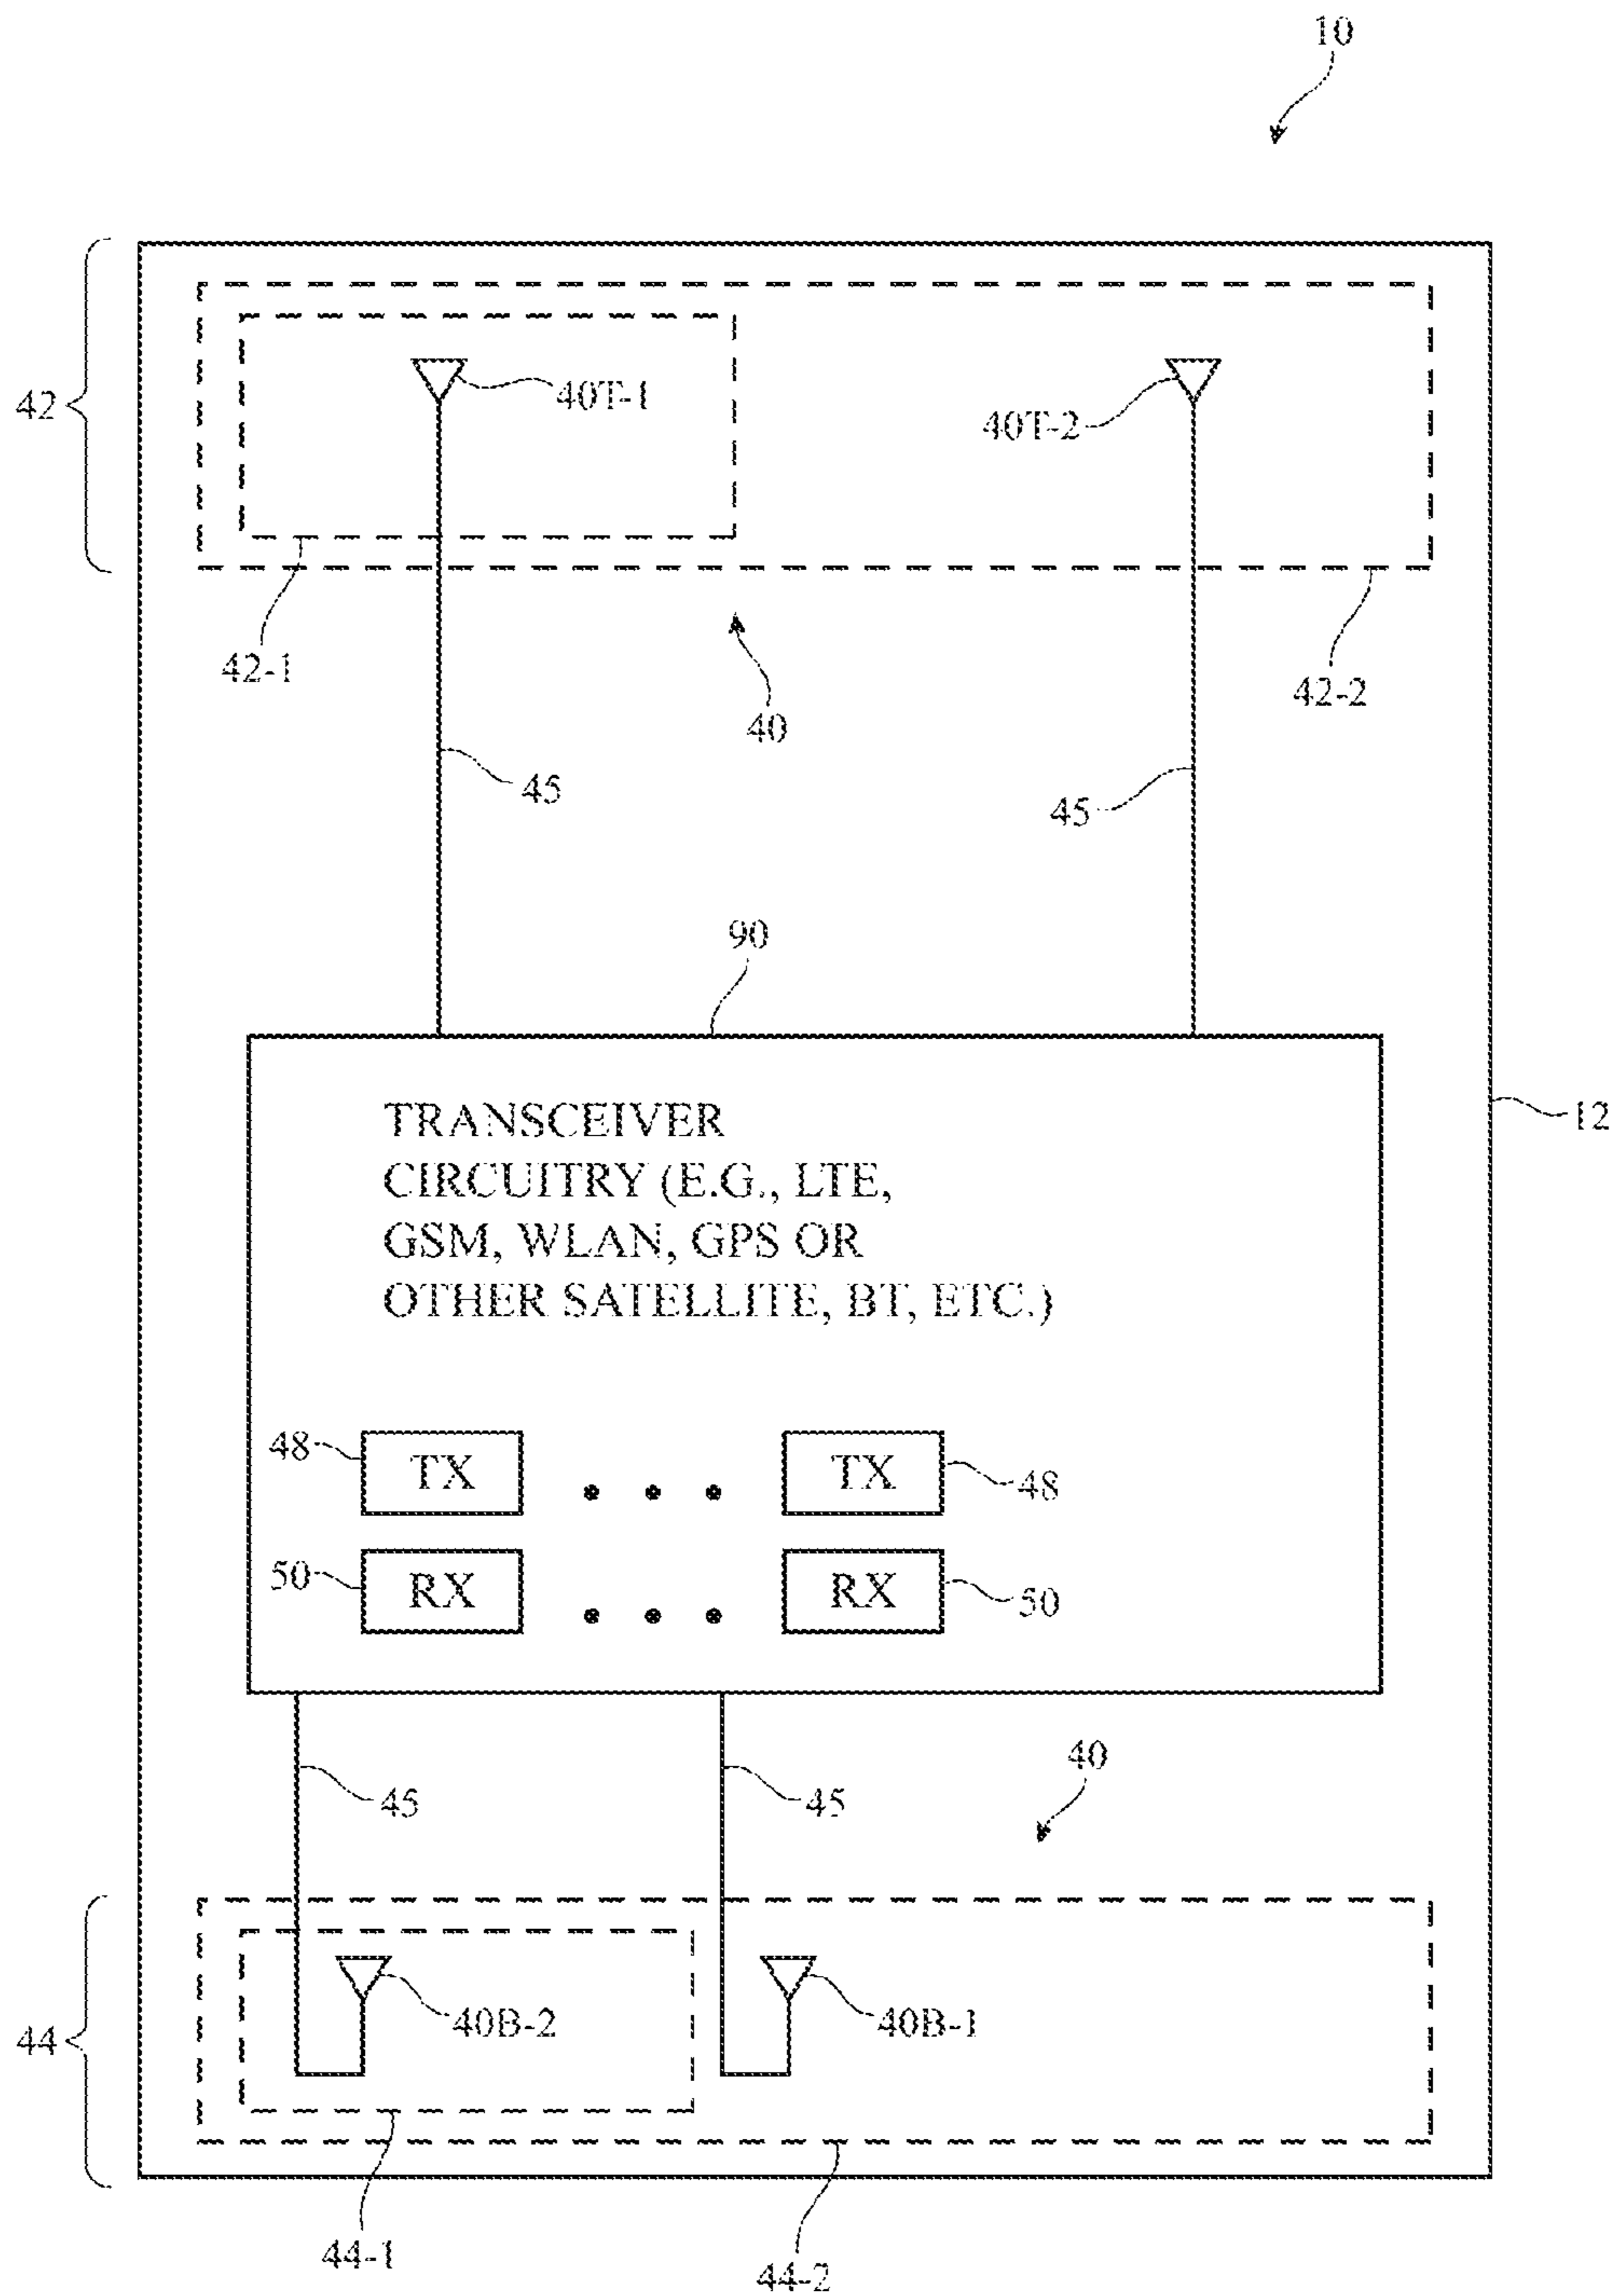 10
42
40T-1
40T-2
42-1
42-2
40
45
45
90
12
TRANSCEIVER
CIRCUITRY (E.G., LTE,
GSM, WLAN, GPS OR
OTHER SATELLITE, BT, ETC.)
48
TX
TX
48
50
RX
RX
50
40
45
45
44
40B-2
40B-1
44-1
44-2